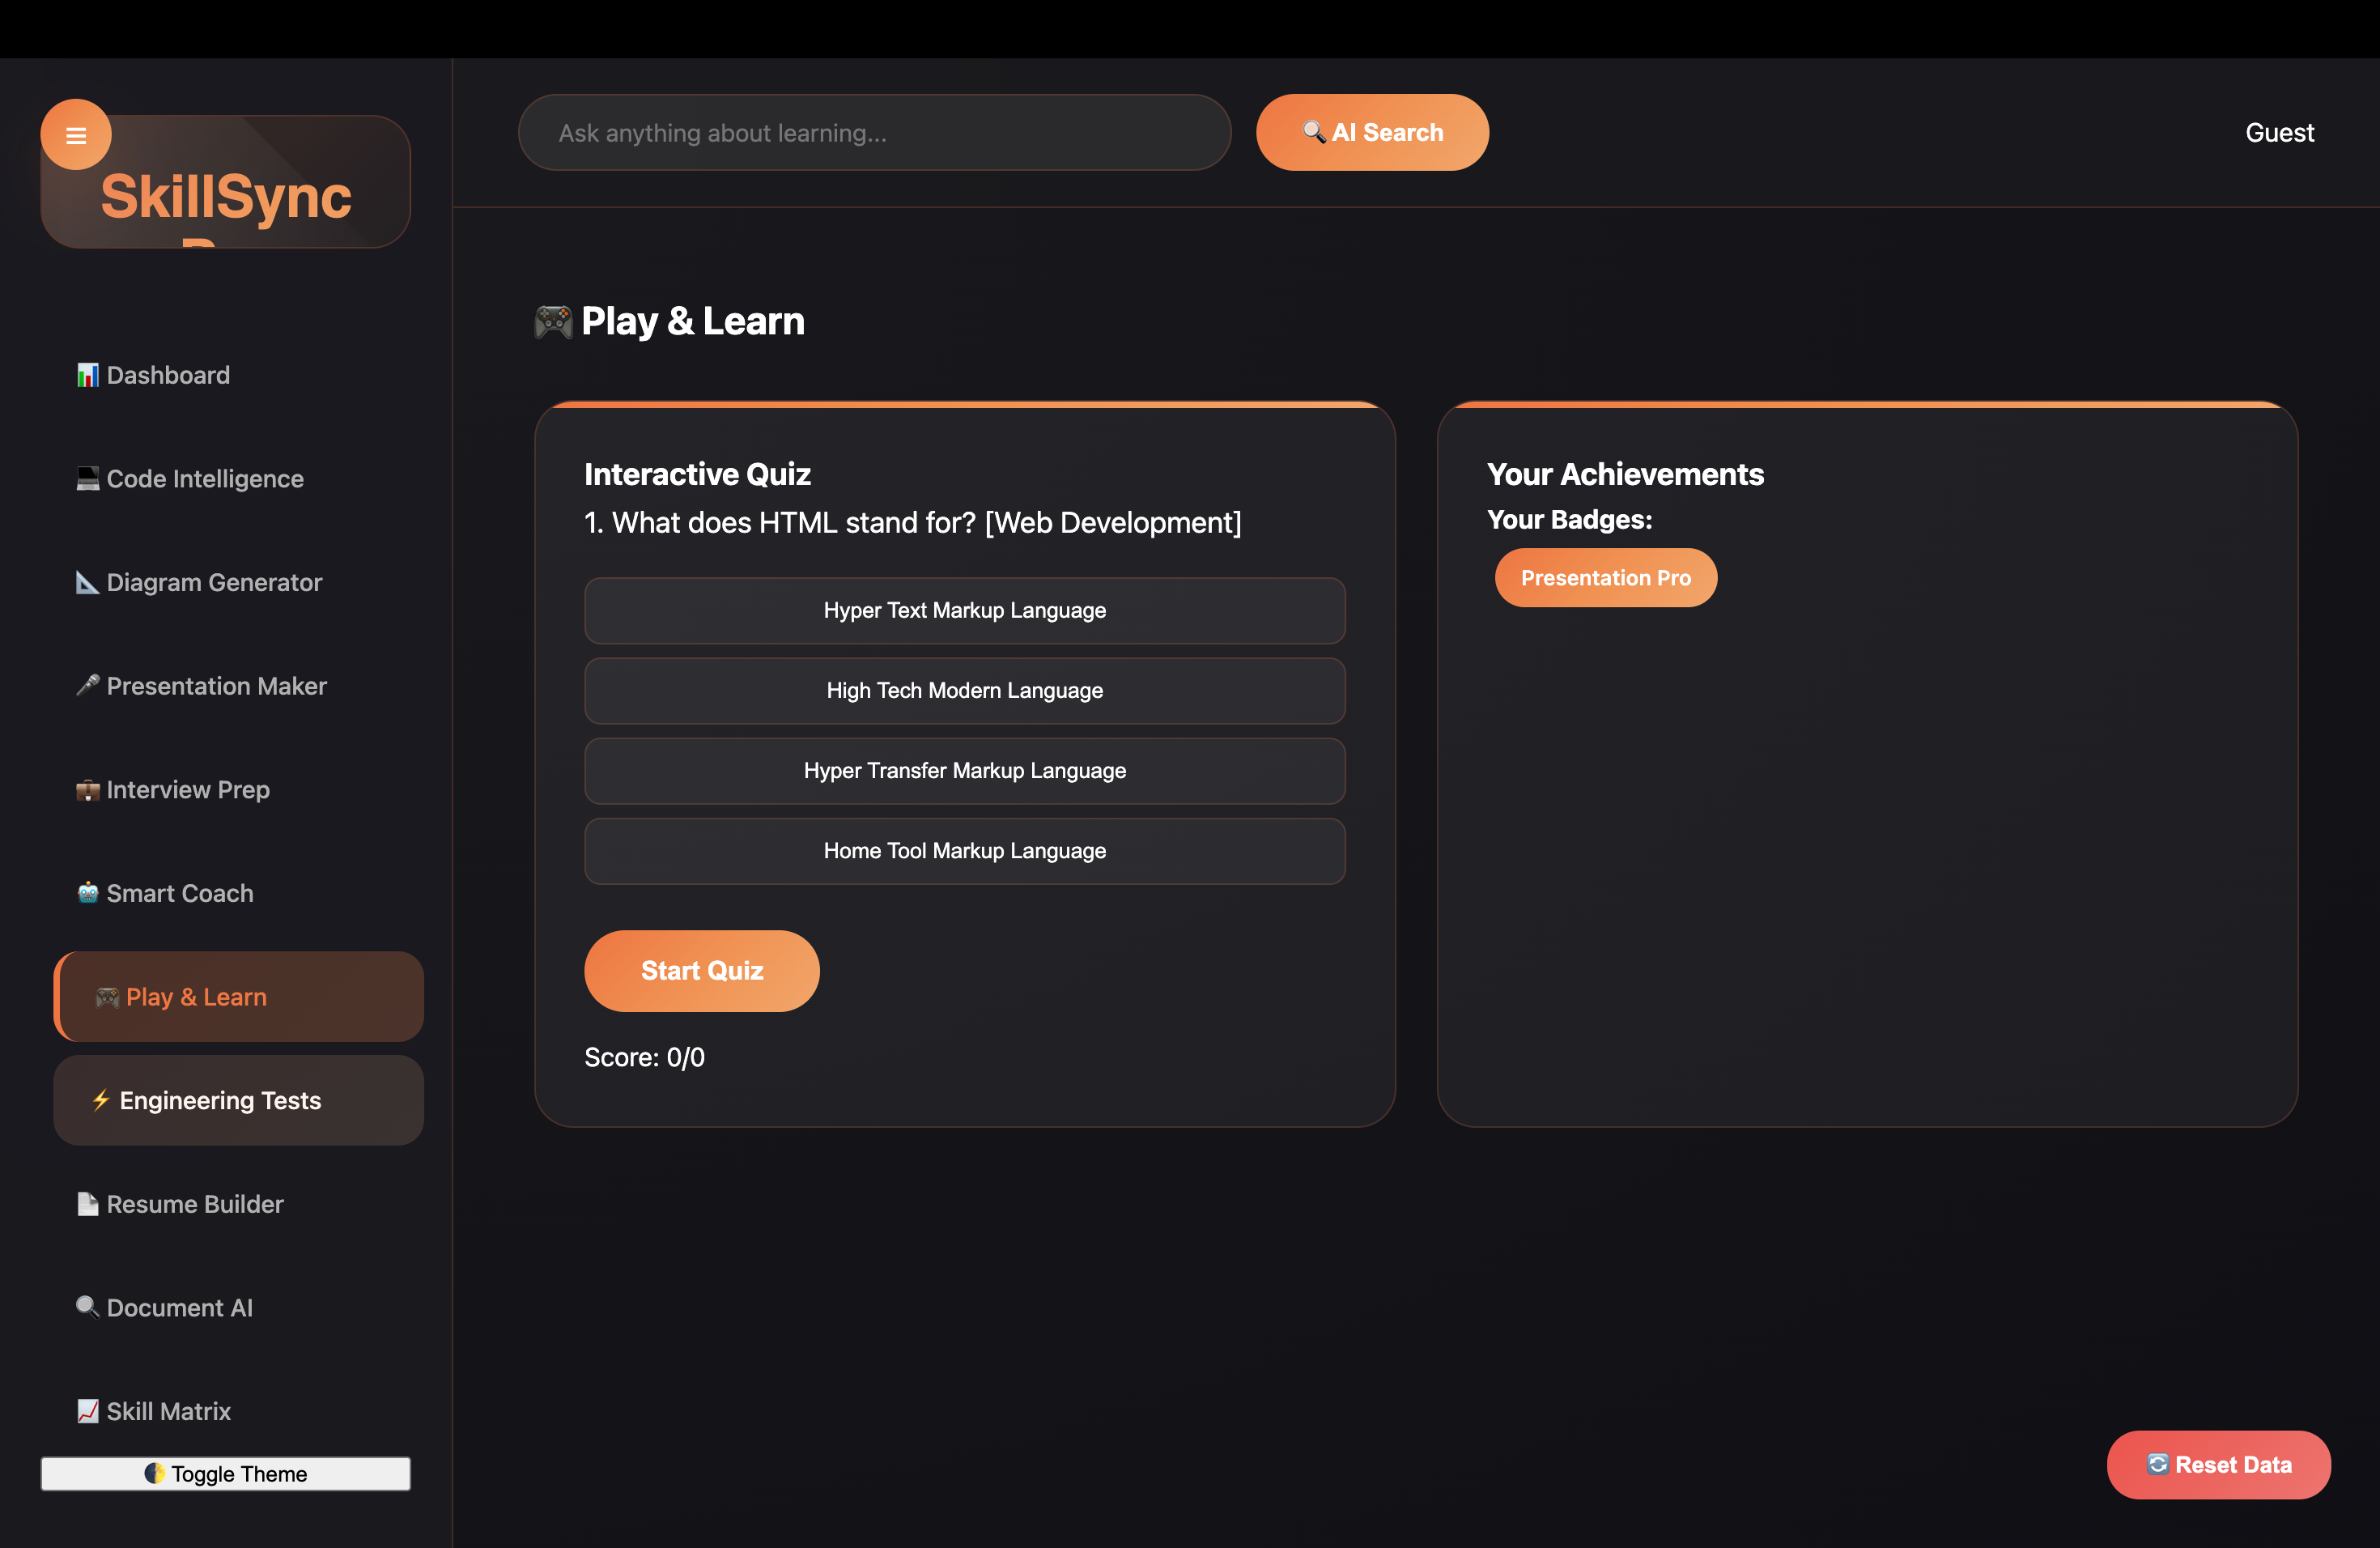 SkillSync
📊 Dashboard
💻 Code Intelligence
📐 Diagram Generator
🎤 Presentation Maker
💼 Interview Prep
🤖 Smart Coach
🎮 Play & Learn
⚡ Engineering Tests
📄 Resume Builder
🔍 Document AI
📈 Skill Matrix
🌓 Toggle Theme
Ask anything about learning...
🔍 AI Search
Guest
🎮 Play & Learn
Interactive Quiz
1. What does HTML stand for? [Web Development]
Hyper Text Markup Language
High Tech Modern Language
Hyper Transfer Markup Language
Home Tool Markup Language
Start Quiz
Score: 0/0
Your Achievements
Your Badges:
Presentation Pro
🔄 Reset Data